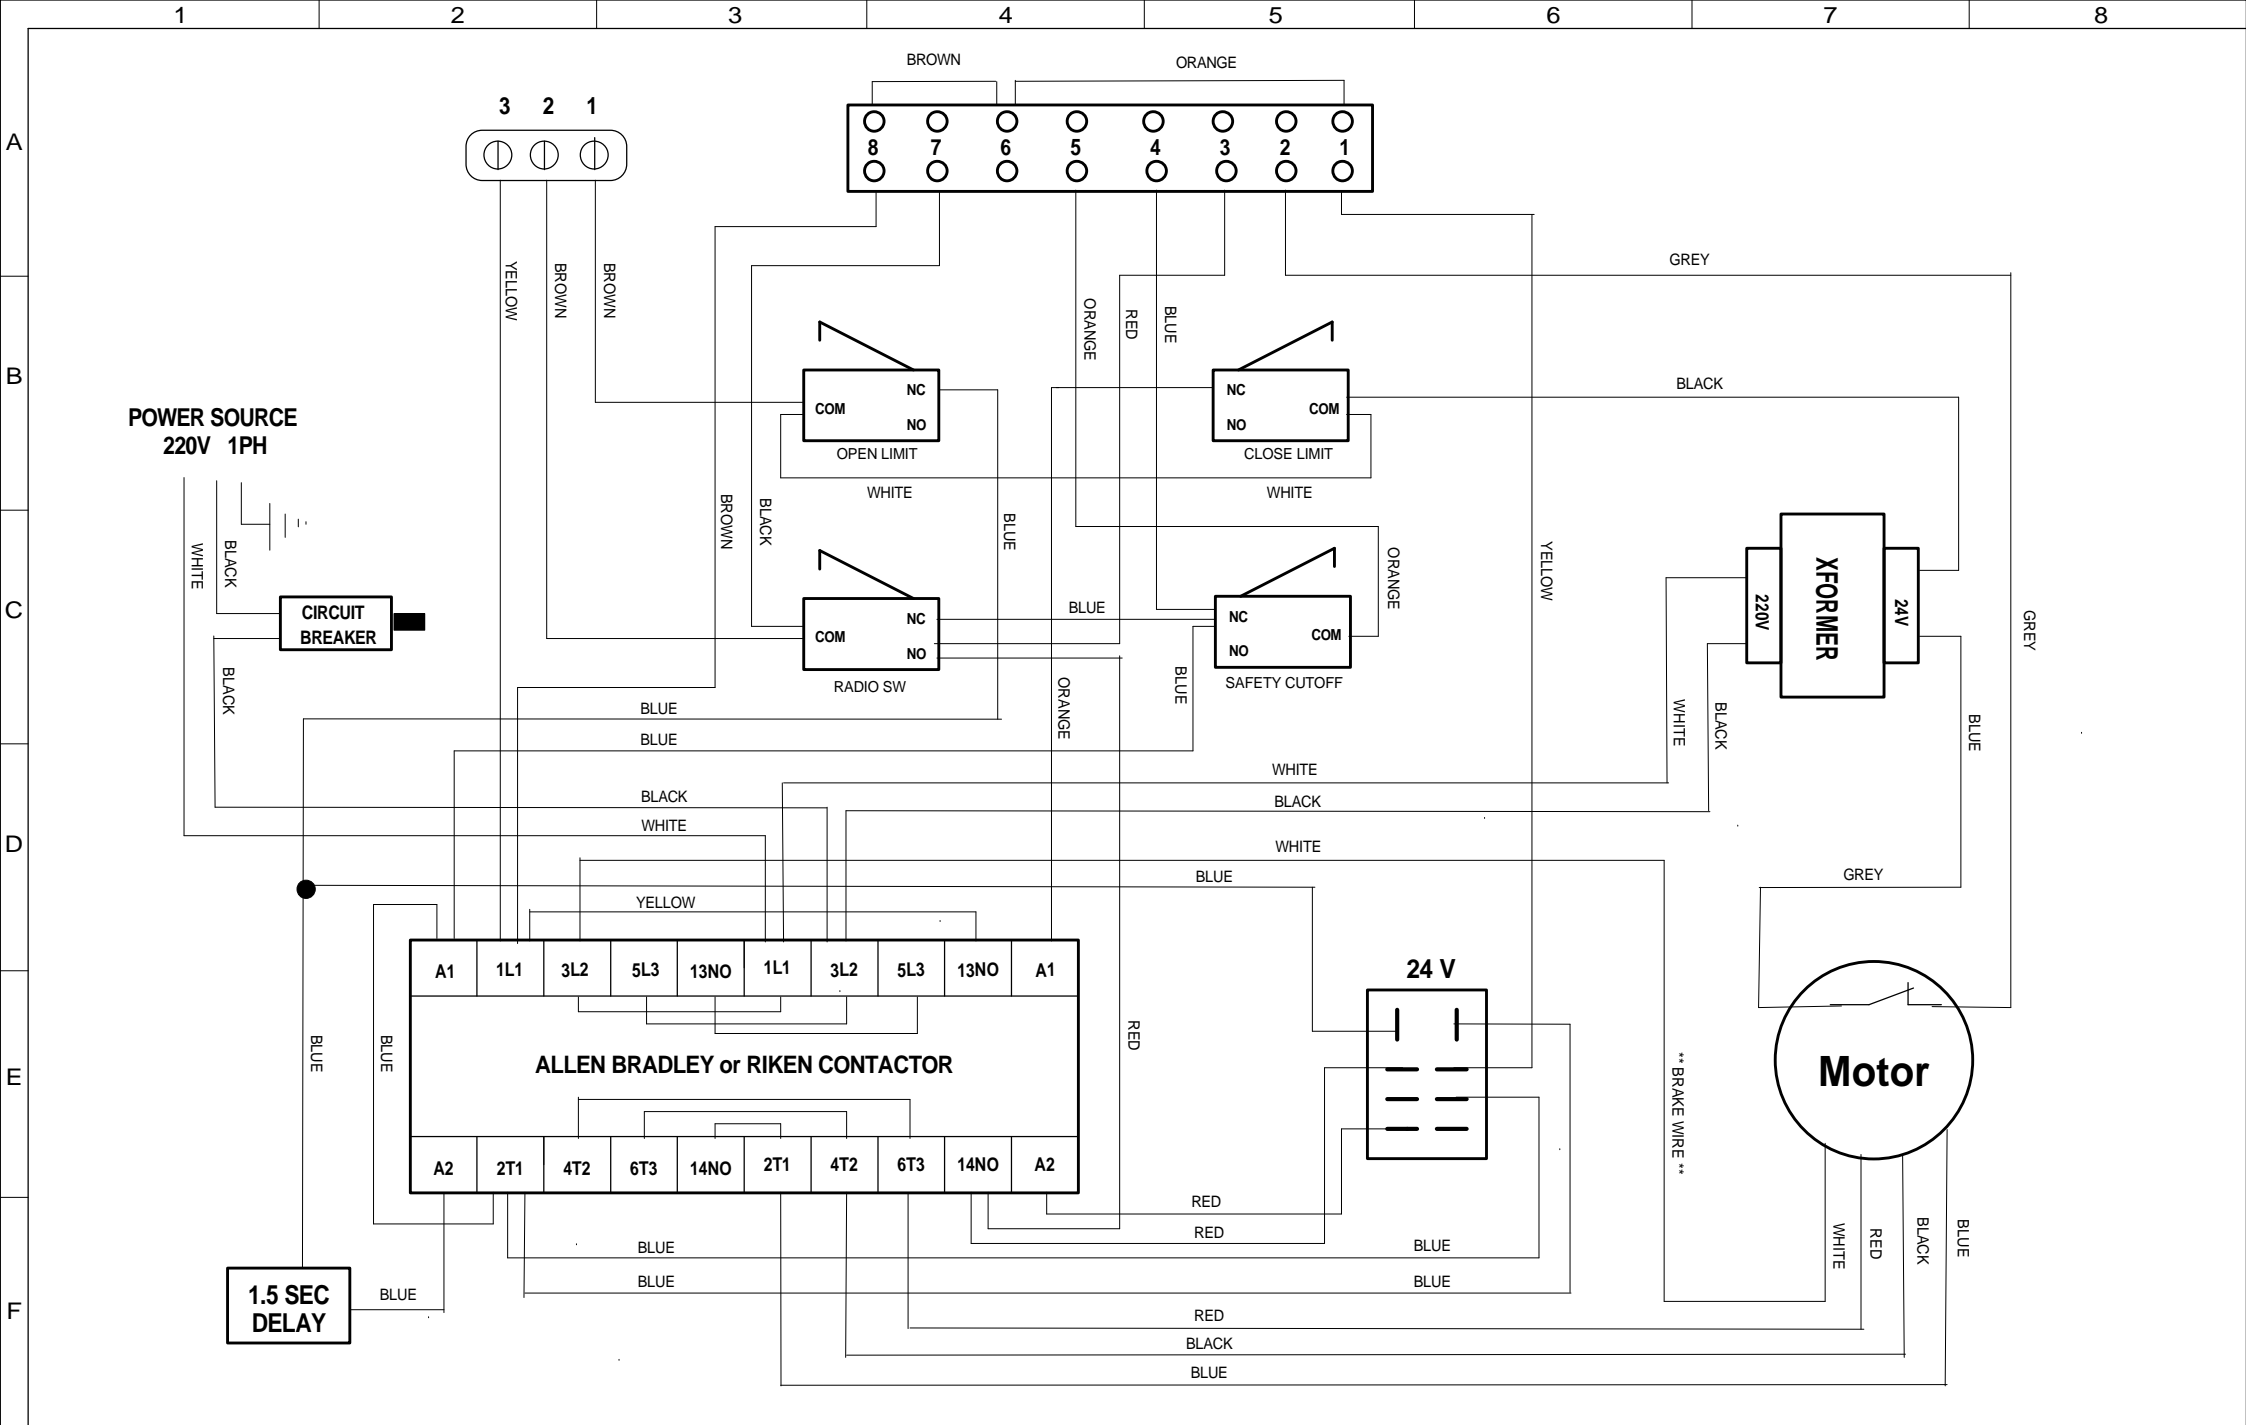 1 2 3 4 5 6 7 8
BROWN ORANGE
3 2 1
A
8 7 6 5 4 3 2 1
GREY
YELLOW BROWN BROWN
ORANGE RED BLUE
B
NC
COM
NO
OPEN LIMIT
NC
COM
NO
CLOSE LIMIT
BLACK
POWER SOURCE
220V 1PH
WHITE WHITE
BROWN BLACK BLUE
WHITE BLACK
ORANGE
YELLOW
C
CIRCUIT
BREAKER
NC
COM
NO
RADIO SW
BLUE
NC
COM
NO
SAFETY CUTOFF
220V XFORMER 24V
GREY
BLACK
BLUE
ORANGE
BLUE
WHITE BLACK
BLUE
BLUE
WHITE
BLACK
BLACK
WHITE
D
WHITE
BLUE
GREY
YELLOW
A1 1L1 3L2 5L3 13NO 1L1 3L2 5L3 13NO A1
24 V
BLUE BLUE
RED
E
ALLEN BRADLEY or RIKEN CONTACTOR
Motor
** BRAKE WIRE **
A2 2T1 4T2 6T3 14NO 2T1 4T2 6T3 14NO A2
RED
RED
WHITE RED BLACK BLUE
BLUE BLUE
BLUE BLUE
F
1.5 SEC
DELAY
BLUE
RED
BLACK
BLUE